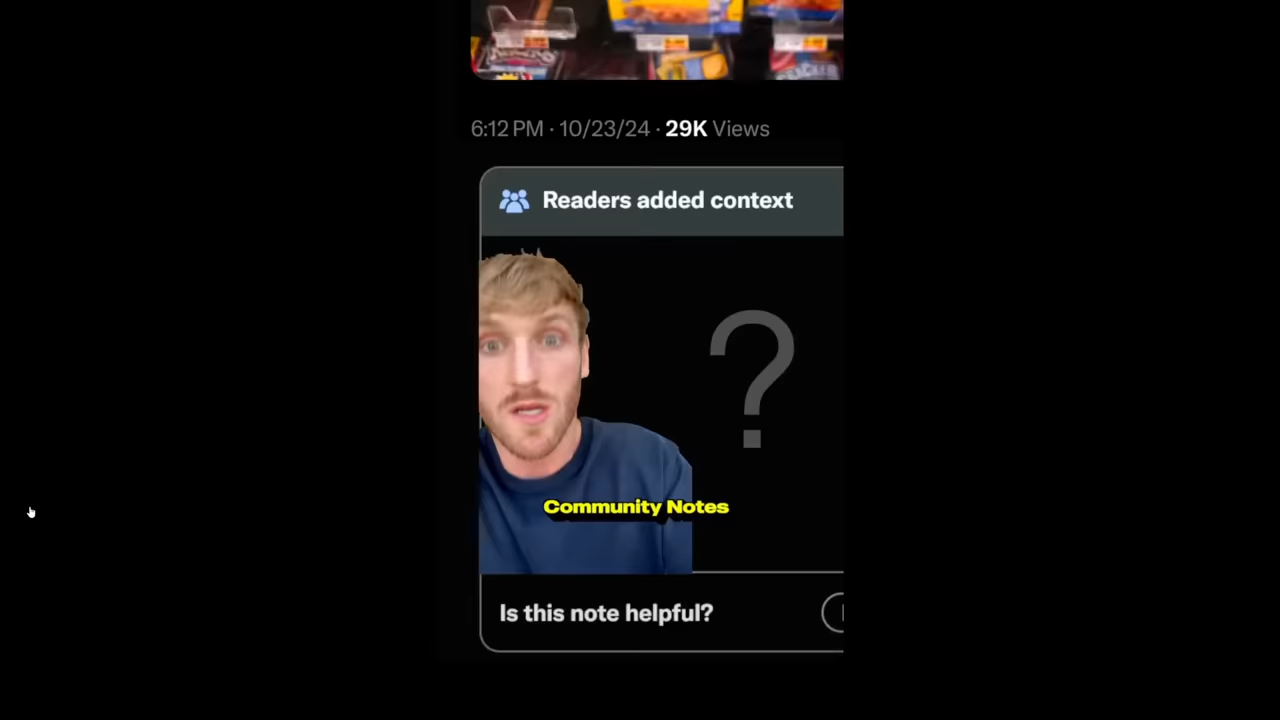 6:12 PM · 10/23/24 · 29K Views
Readers added context
?
Community Notes
Is this note helpful?